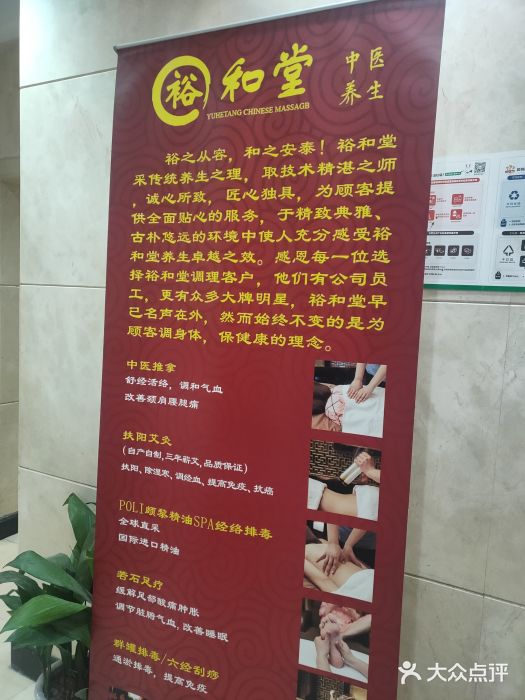 裕 和堂 中医
养生
YUHETANG CHINESE MASSAGB
裕之从容，和之安泰！裕和堂
采传统养生之理，取技术精湛之师
，诚心所致，匠心独具，为顾客提
供全面贴心的服务，于精致典雅、
古朴悠远的环境中使人充分感受裕
和堂养生卓越之效。感恩每一位选
择裕和堂调理客户，他们有公司员
工，更有众多大牌明星，裕和堂早
已名声在外，然而始终不变的是为
顾客调身体，保健康的理念。
中医推拿
舒经活络，调和气血
改善颈肩腰腿痛
扶阳艾灸
（自产自制，三年蕲艾，品质保证）
扶阳、除湿寒、调经血、提高免疫、抗癌
POLI颇黎精油SPA经络排毒
全球直采
国际进口精油
若石足疗
缓解足部酸痛肿胀
调节脏腑气血，改善睡眠
群罐排毒/六经刮痧
通淤排毒，提高免疫
大众点评